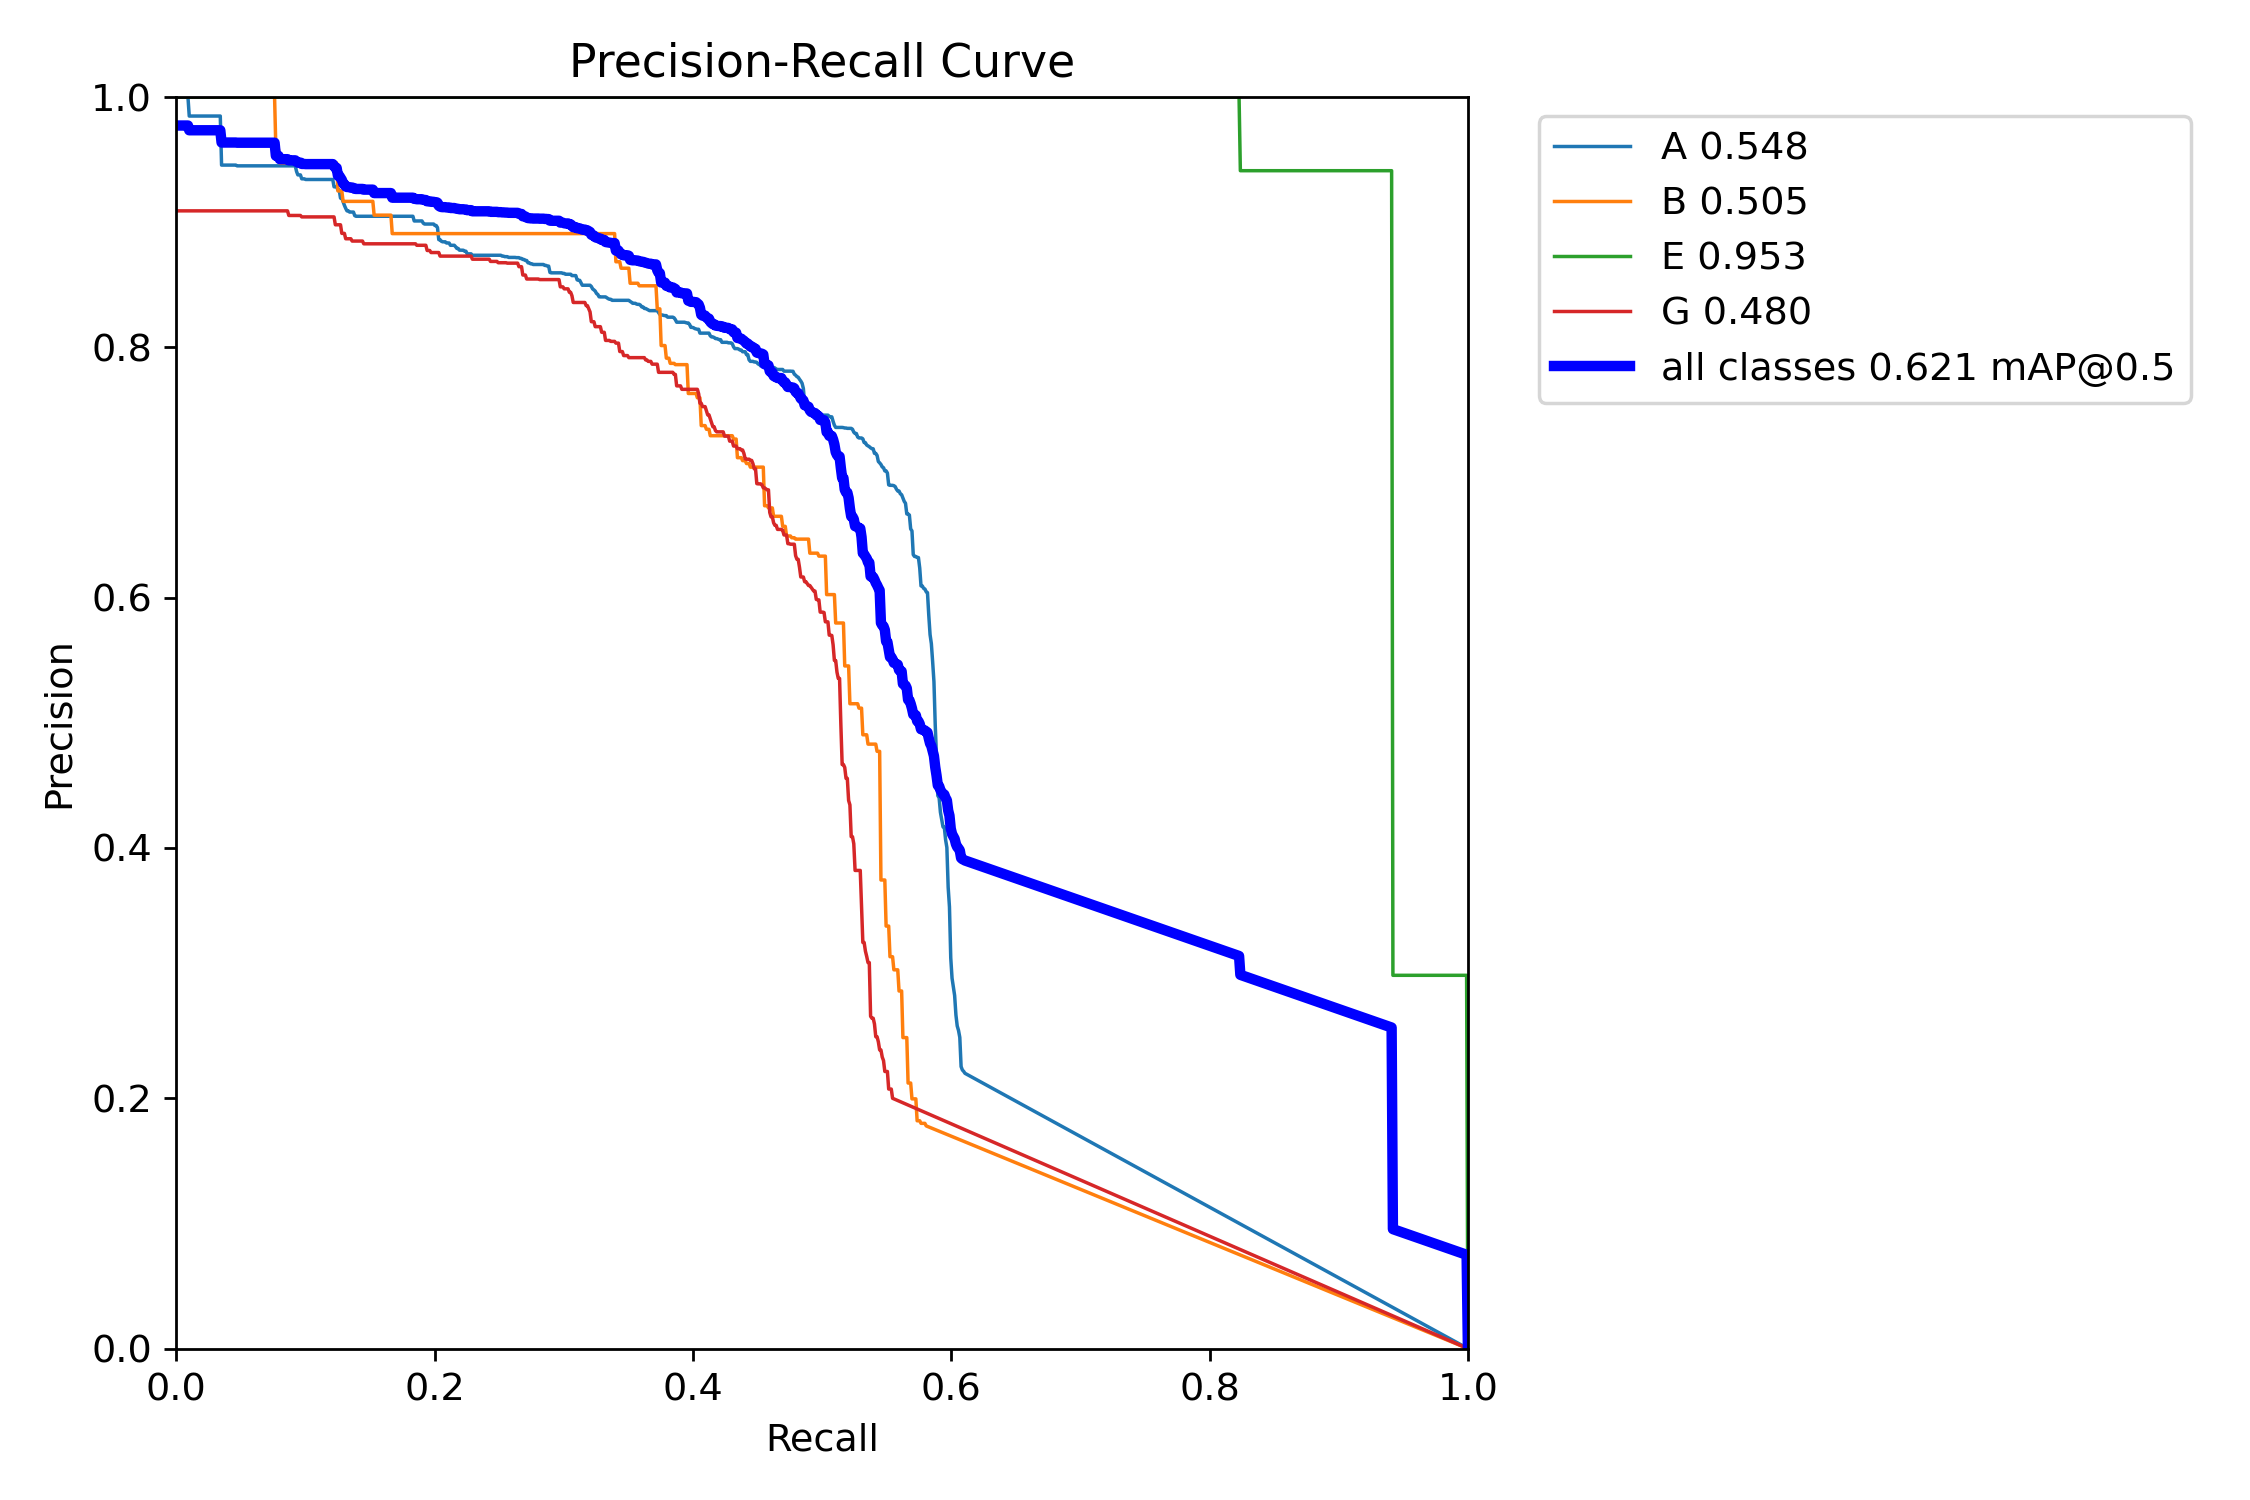 Precision-Recall Curve
1.0
0.8
0.6
0.4
0.2
0.0
Precision
0.0 0.2 0.4 0.6 0.8 1.0
Recall
A 0.548
B 0.505
E 0.953
G 0.480
all classes 0.621 mAP@0.5